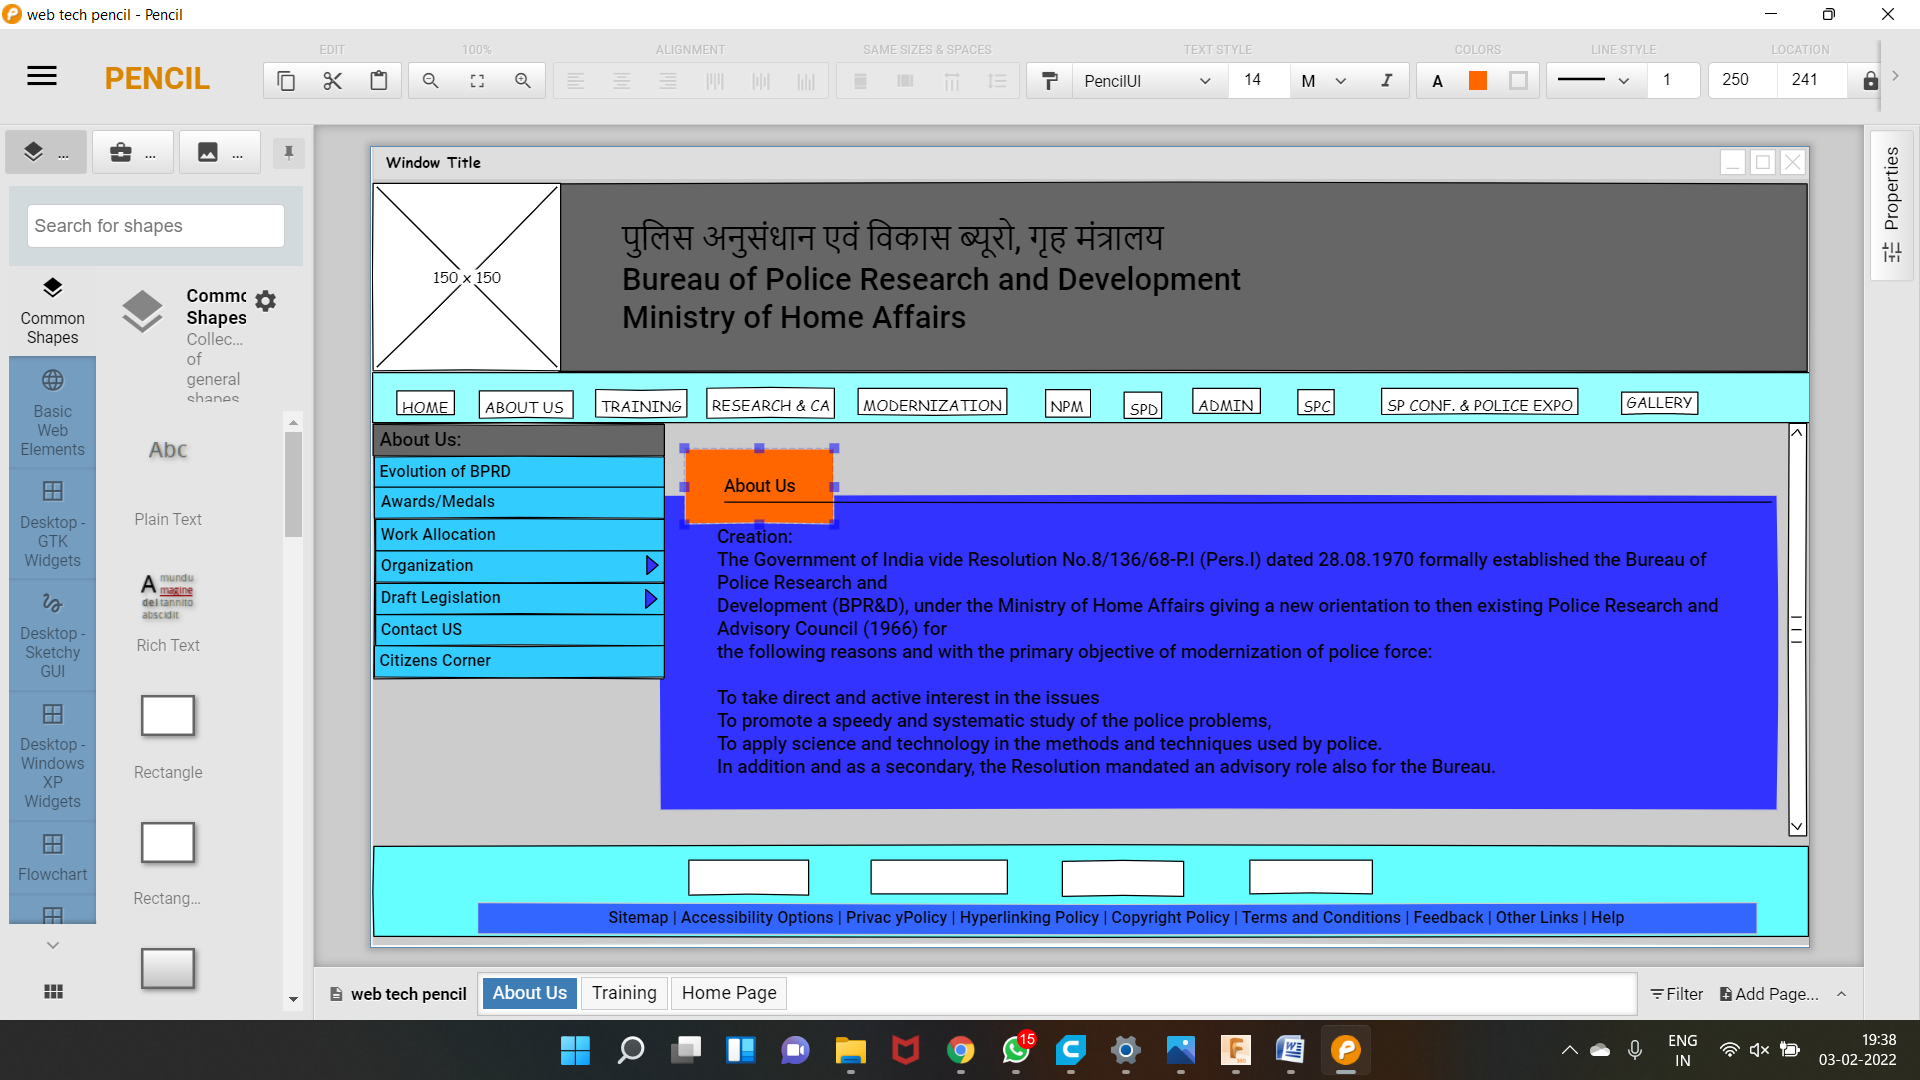 web tech pencil - Pencil
EDIT
100%
ALIGNMENT
SAME SIZES & SPACES
TEXT STYLE
COLORS
LINE STYLE
LOCATION
PENCIL
PencilUI
14
M
I
A
1
250
241
...
...
...
Search for shapes
Common Shapes
Basic Web Elements
Desktop - GTK Widgets
Desktop - Sketchy GUI
Desktop - Windows XP Widgets
Flowchart
Commo
Shapes
Collec...
of
general
shapes
Abc
Plain Text
A mundu
magine
del tannito
abscidit
Rich Text
Rectangle
Rectang...
Properties
Window Title
150 x 150
पुलिस अनुसंधान एवं विकास ब्यूरो, गृह मंत्रालय
Bureau of Police Research and Development
Ministry of Home Affairs
HOME
ABOUT US
TRAINING
RESEARCH & CA
MODERNIZATION
NPM
SPD
ADMIN
SPC
SP CONF. & POLICE EXPO
GALLERY
About Us:
Evolution of BPRD
Awards/Medals
Work Allocation
Organization
Draft Legislation
Contact US
Citizens Corner
About Us
Creation:
The Government of India vide Resolution No.8/136/68-P.I (Pers.I) dated 28.08.1970 formally established the Bureau of
Police Research and
Development (BPR&D), under the Ministry of Home Affairs giving a new orientation to then existing Police Research and
Advisory Council (1966) for
the following reasons and with the primary objective of modernization of police force:
To take direct and active interest in the issues
To promote a speedy and systematic study of the police problems,
To apply science and technology in the methods and techniques used by police.
In addition and as a secondary, the Resolution mandated an advisory role also for the Bureau.
Sitemap | Accessibility Options | Privac yPolicy | Hyperlinking Policy | Copyright Policy | Terms and Conditions | Feedback | Other Links | Help
web tech pencil
About Us
Training
Home Page
Filter
Add Page...
15
ENG
IN
19:38
03-02-2022